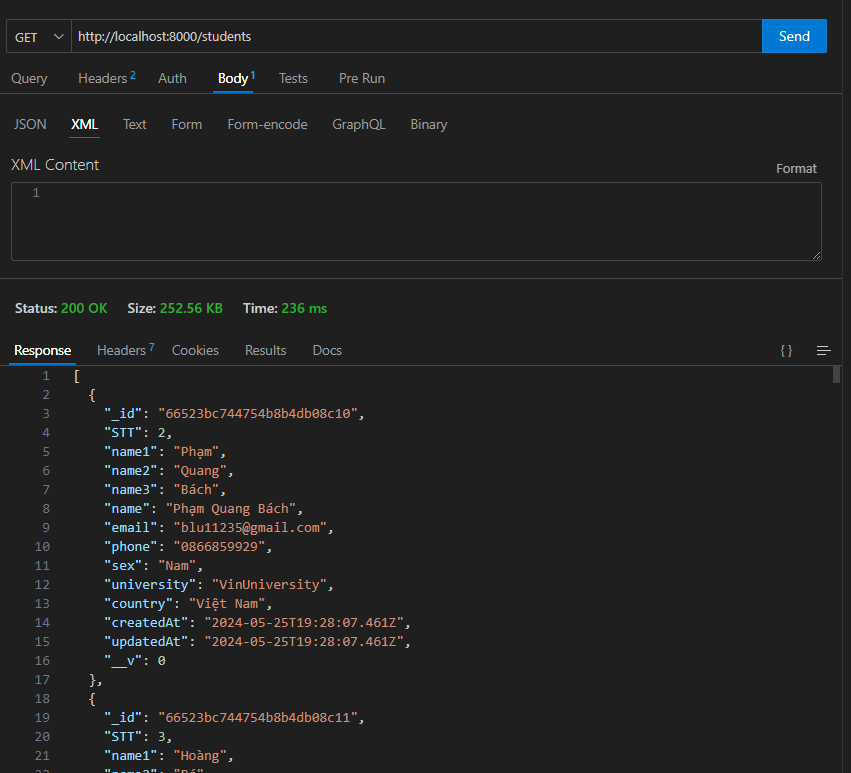 GET http://localhost:8000/students Send
Query Headers 2 Auth Body 1 Tests Pre Run
JSON XML Text Form Form-encode GraphQL Binary
XML Content
Format
1
Status: 200 OK Size: 252.56 KB Time: 236 ms
Response Headers 7 Cookies Results Docs { }
1 [
2 {
3 "_id": "66523bc744754b8b4db08c10",
4 "STT": 2,
5 "name1": "Phạm",
6 "name2": "Quang",
7 "name3": "Bách",
8 "name": "Phạm Quang Bách",
9 "email": "blu11235@gmail.com",
10 "phone": "0866859929",
11 "sex": "Nam",
12 "university": "VinUniversity",
13 "country": "Việt Nam",
14 "createdAt": "2024-05-25T19:28:07.461Z",
15 "updatedAt": "2024-05-25T19:28:07.461Z",
16 "__v": 0
17 },
18 {
19 "_id": "66523bc744754b8b4db08c11",
20 "STT": 3,
21 "name1": "Hoàng",